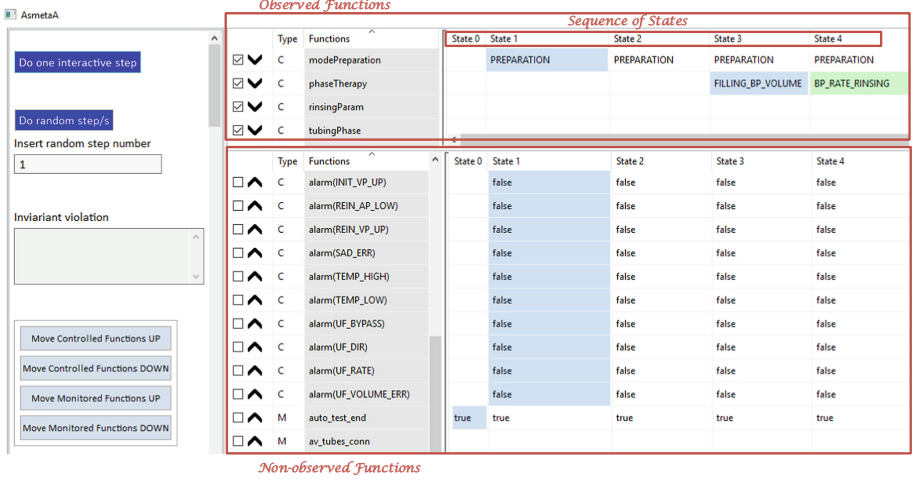 Observed Functions
AsmetaA
Sequence of States
Type Functions State 0 State 1 State 2 State 3 State 4
Do one interactive step
C modePreparation PREPARATION PREPARATION PREPARATION PREPARATION
C phaseTherapy FILLING_BP_VOLUME BP_RATE_RINSING
C rinsingParam
Do random step/s
C tubingPhase
Insert random step number
1
Type Functions State 0 State 1 State 2 State 3 State 4
C alarm(INIT_VP_UP) false false false false
C alarm(REIN_AP_LOW) false false false false
Inviariant violation
C alarm(REIN_VP_UP) false false false false
C alarm(SAD_ERR) false false false false
C alarm(TEMP_HIGH) false false false false
C alarm(TEMP_LOW) false false false false
C alarm(UF_BYPASS) false false false false
Move Controlled Functions UP
C alarm(UF_DIR) false false false false
Move Controlled Functions DOWN
C alarm(UF_RATE) false false false false
Move Monitored Functions UP
C alarm(UF_VOLUME_ERR) false false false false
M auto_test_end true true true true true
Move Monitored Functions DOWN
M av_tubes_conn
Non-observed Functions